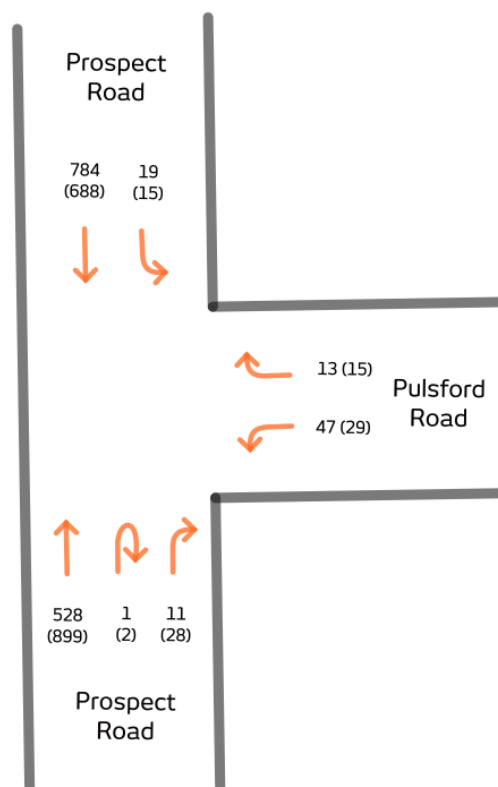 Prospect
Road
784 19
(688) (15)
13 (15)
Pulsford
Road
47 (29)
528 1 11
(899) (2) (28)
Prospect
Road